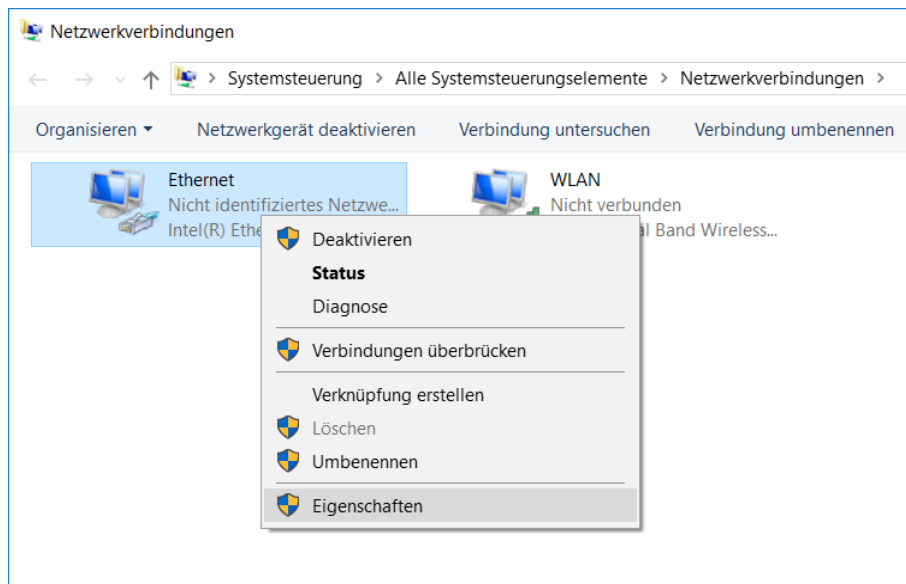 Netzwerkverbindungen
Systemsteuerung > Alle Systemsteuerungselemente > Netzwerkverbindungen >
Organisieren Netzwerkgerät deaktivieren Verbindung untersuchen Verbindung umbenennen
Ethernet
Nicht identifiziertes Netzwe...
Intel(R) Ethe
WLAN
Nicht verbunden
al Band Wireless...
Deaktivieren
Status
Diagnose
Verbindungen überbrücken
Verknüpfung erstellen
Löschen
Umbenennen
Eigenschaften